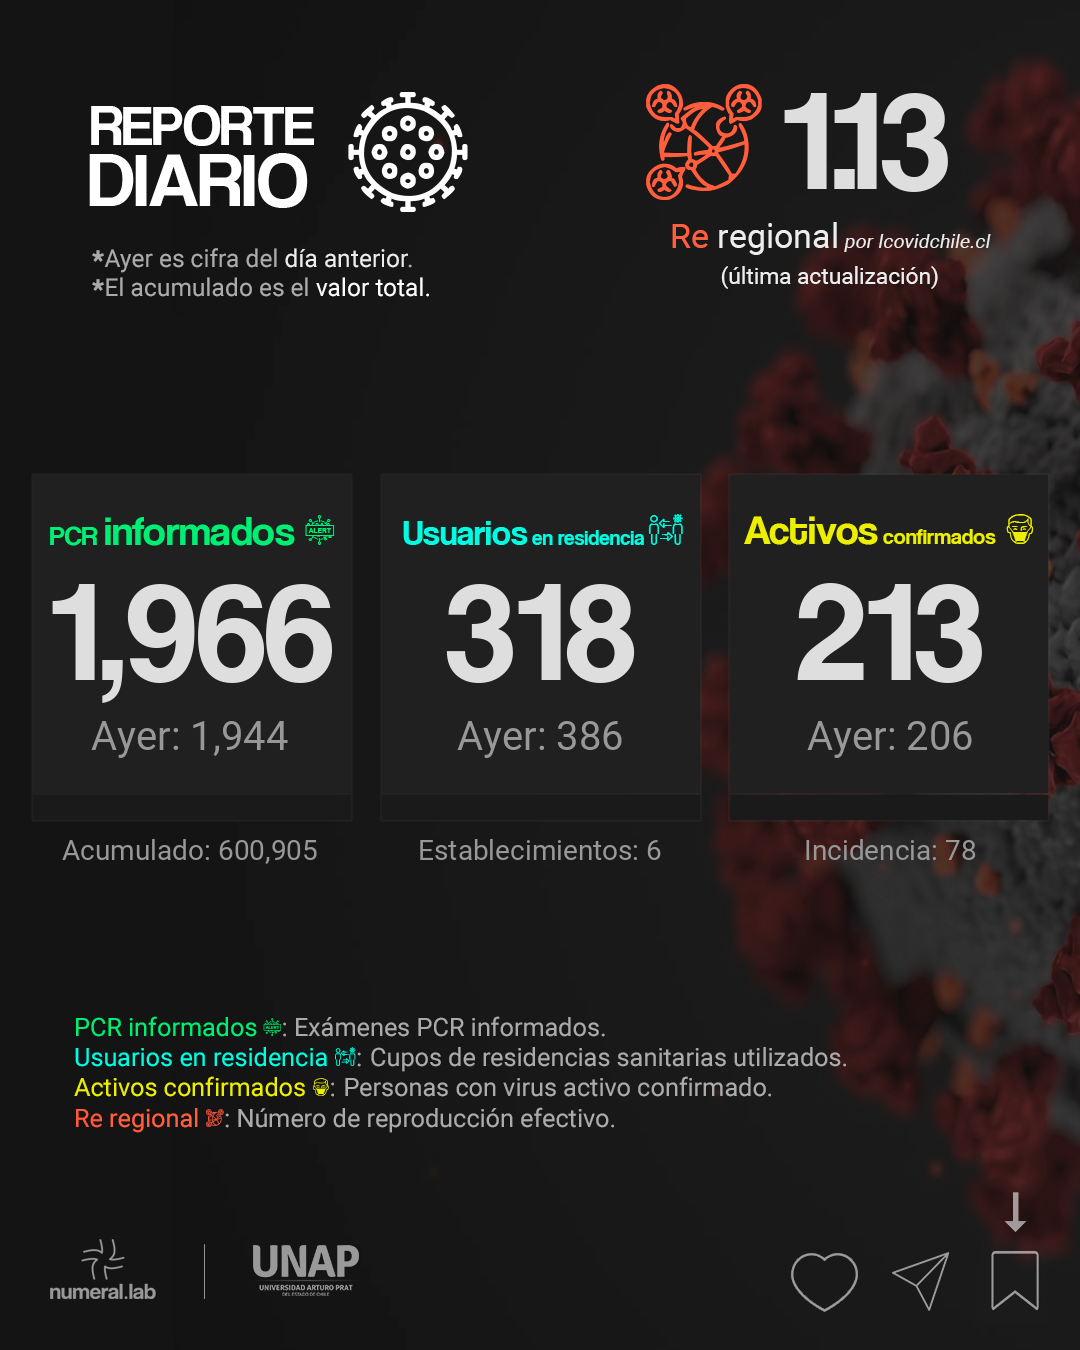 REPORTE
DIARIO
*Ayer es cifra del día anterior.
*El acumulado es el valor total.
1.13
Re regional por Icovidchile.cl
(última actualización)
PCR informados ALERT
1,966
Ayer: 1,944
Acumulado: 600,905
Usuarios en residencia
318
Ayer: 386
Establecimientos: 6
Activos confirmados
213
Ayer: 206
Incidencia: 78
PCR informados ALERT: Exámenes PCR informados.
Usuarios en residencia : Cupos de residencias sanitarias utilizados.
Activos confirmados : Personas con virus activo confirmado.
Re regional : Número de reproducción efectivo.
numeral.lab
UNAP
UNIVERSIDAD ARTURO PRAT
DEL ESTADO DE CHILE